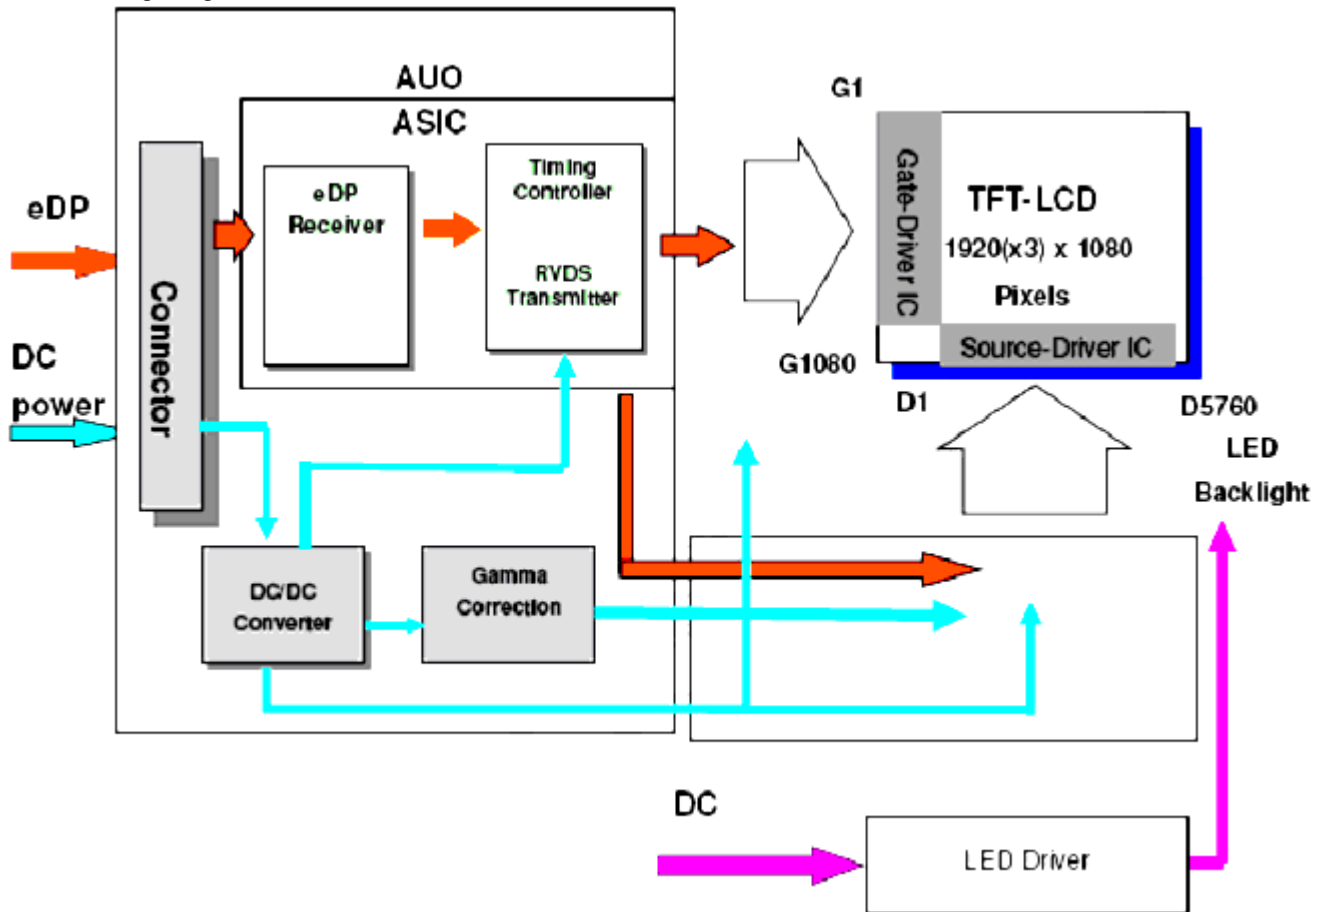 AUO
ASIC
G1
eDP
Connector
eDP
Receiver
Timing
Controller
RVDS
Transmitter
Gate-Driver IC
TFT-LCD
1920(x3) x 1080
Pixels
Source-Driver IC
DC
power
G1080
D1
D5760
LED
Backlight
DC/DC
Converter
Gamma
Correction
DC
LED Driver